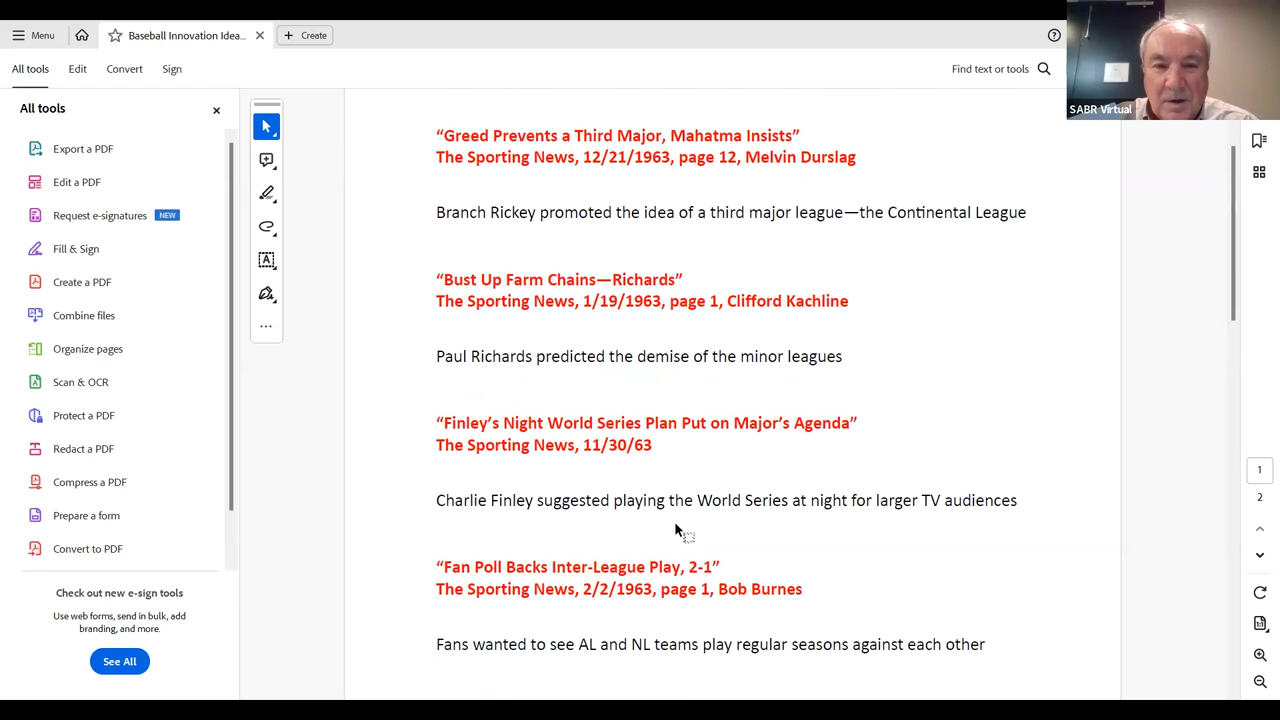 Menu
Baseball Innovation Idea...
Create
All tools
Edit
Convert
Sign
Find text or tools
SABR Virtual
All tools
Export a PDF
Edit a PDF
Request e-signatures NEW
Fill & Sign
Create a PDF
Combine files
Organize pages
Scan & OCR
Protect a PDF
Redact a PDF
Compress a PDF
Prepare a form
Convert to PDF
Check out new e-sign tools
Use web forms, send in bulk, add
branding, and more.
See All
“Greed Prevents a Third Major, Mahatma Insists”
The Sporting News, 12/21/1963, page 12, Melvin Durslag
Branch Rickey promoted the idea of a third major league—the Continental League
“Bust Up Farm Chains—Richards”
The Sporting News, 1/19/1963, page 1, Clifford Kachline
Paul Richards predicted the demise of the minor leagues
“Finley’s Night World Series Plan Put on Major’s Agenda”
The Sporting News, 11/30/63
Charlie Finley suggested playing the World Series at night for larger TV audiences
“Fan Poll Backs Inter-League Play, 2-1”
The Sporting News, 2/2/1963, page 1, Bob Burnes
Fans wanted to see AL and NL teams play regular seasons against each other
1
2